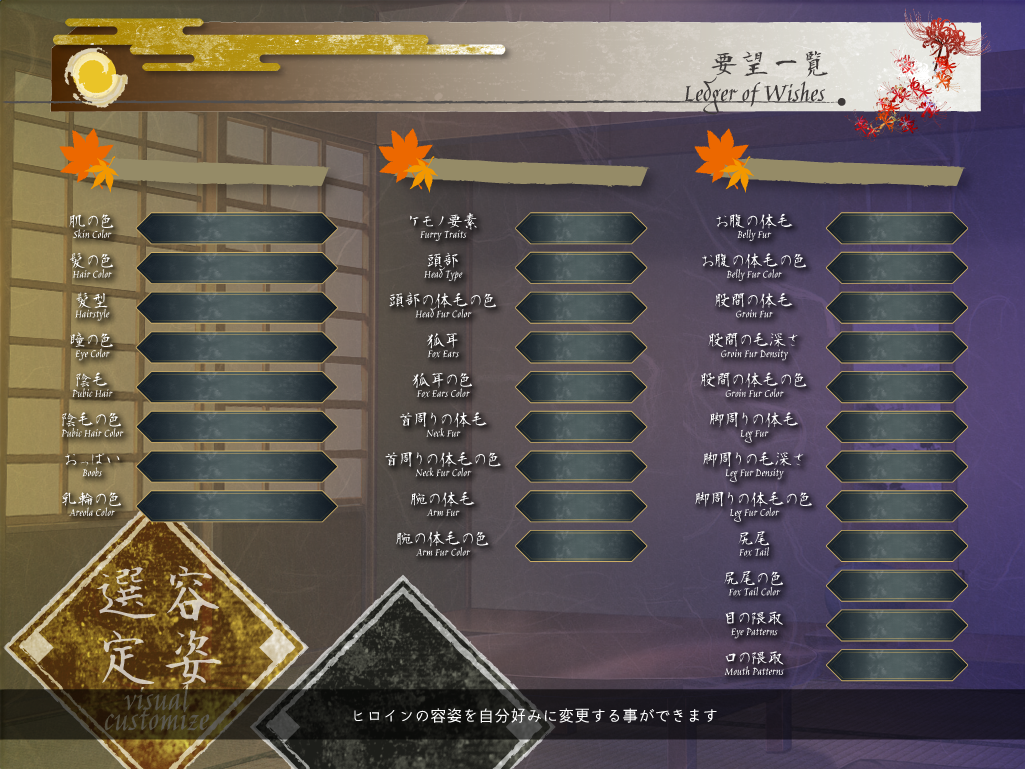 要望一覧
Ledger of Wishes
肌の色
Skin Color
髪の色
Hair Color
髪型
Hairstyle
瞳の色
Eye Color
陰毛
Pubic Hair
陰毛の色
Pubic Hair Color
おっぱい
Boobs
乳輪の色
Areola Color
ケモノ要素
Furry Traits
頭部
Head Type
頭部の体毛の色
Head Fur Color
狐耳
Fox Ears
狐耳の色
Fox Ears Color
首周りの体毛
Neck Fur
首周りの体毛の色
Neck Fur Color
腕の体毛
Arm Fur
腕の体毛の色
Arm Fur Color
お腹の体毛
Belly Fur
お腹の体毛の色
Belly Fur Color
股間の体毛
Groin Fur
股間の毛深さ
Groin Fur Density
股間の体毛の色
Groin Fur Color
脚周りの体毛
Leg Fur
脚周りの毛深さ
Leg Fur Density
脚周りの体毛の色
Leg Fur Color
尻尾
Fox Tail
尻尾の色
Fox Tail Color
目の隈取
Eye Patterns
口の隈取
Mouth Patterns
容姿
選定
visual
customize
ヒロインの容姿を自分好みに変更する事ができます